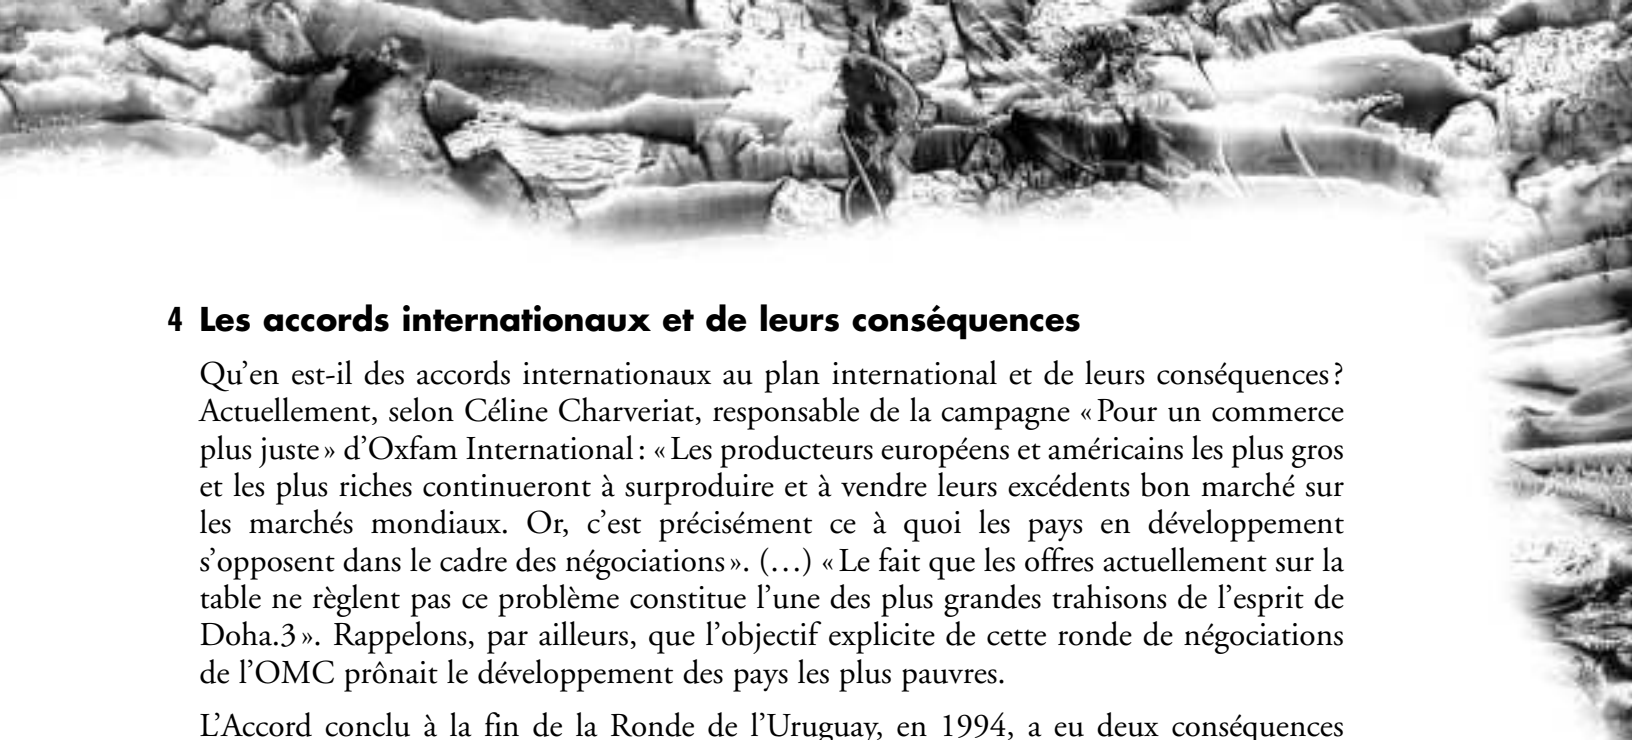 4 Les accords internationaux et de leurs conséquences
Qu’en est-il des accords internationaux au plan international et de leurs conséquences?
Actuellement, selon Céline Charveriat, responsable de la campagne «Pour un commerce
plus juste» d’Oxfam International: «Les producteurs européens et américains les plus gros
et les plus riches continueront à surproduire et à vendre leurs excédents bon marché sur
les marchés mondiaux. Or, c’est précisément ce à quoi les pays en développement
s’opposent dans le cadre des négociations». (…) «Le fait que les offres actuellement sur la
table ne règlent pas ce problème constitue l’une des plus grandes trahisons de l’esprit de
Doha.3». Rappelons, par ailleurs, que l’objectif explicite de cette ronde de négociations
de l’OMC prônait le développement des pays les plus pauvres.
L’Accord conclu à la fin de la Ronde de l’Uruguay, en 1994, a eu deux conséquences